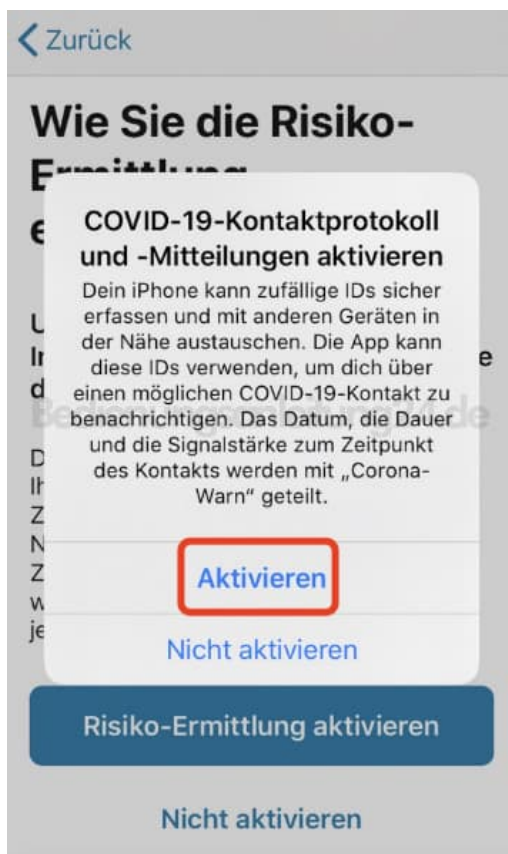 Zurück
Wie Sie die Risiko-
COVID-19-Kontaktprotokoll
und -Mitteilungen aktivieren
Dein iPhone kann zufällige IDs sicher
erfassen und mit anderen Geräten in
der Nähe austauschen. Die App kann
diese IDs verwenden, um dich über
einen möglichen COVID-19-Kontakt zu
benachrichtigen. Das Datum, die Dauer
und die Signalstärke zum Zeitpunkt
des Kontakts werden mit „Corona-
Warn“ geteilt.
Aktivieren
Nicht aktivieren
Risiko-Ermittlung aktivieren
Nicht aktivieren